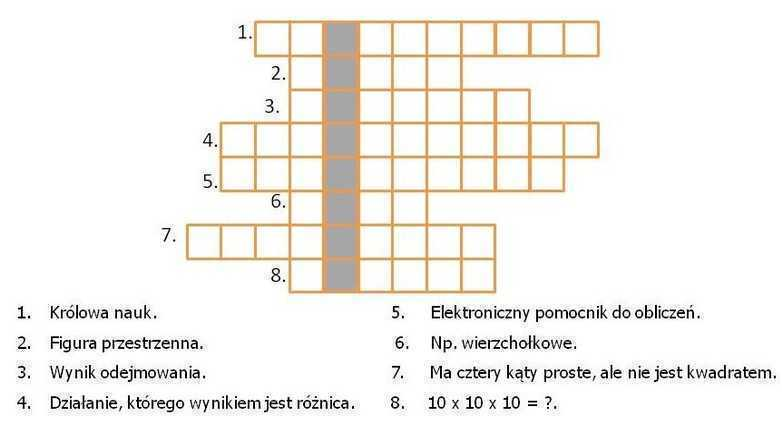 1.
2.
3.
4.
5.
6.
7.
8.
1. Królowa nauk.
2. Figura przestrzenna.
3. Wynik odejmowania.
4. Działanie, którego wynikiem jest różnica.
5. Elektroniczny pomocnik do obliczeń.
6. Np. wierzchołkowe.
7. Ma cztery kąty proste, ale nie jest kwadratem.
8. 10 x 10 x 10 = ?.